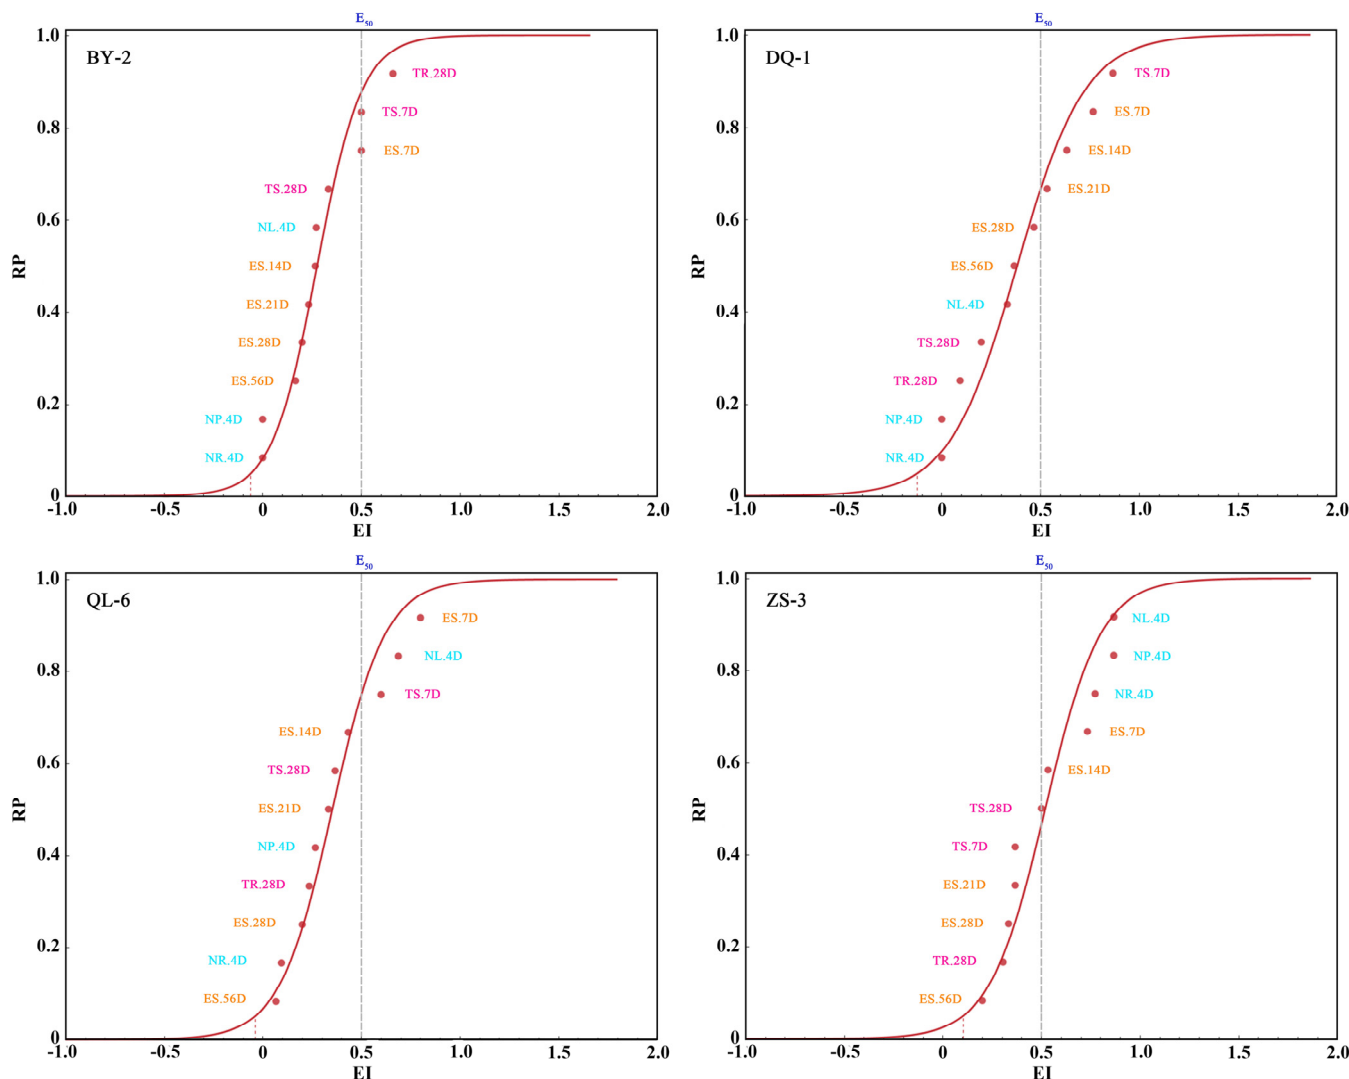 E50
BY-2
RP
1.0
0.8
0.6
0.4
0.2
0
TR.28D
TS.7D
ES.7D
TS.28D
NL.4D
ES.14D
ES.21D
ES.28D
ES.56D
NP.4D
NR.4D
-1.0 -0.5 0 0.5 1.0 1.5 2.0
EI
E50
DQ-1
RP
1.0
0.8
0.6
0.4
0.2
0
TS.7D
ES.7D
ES.14D
ES.21D
ES.28D
ES.56D
NL.4D
TS.28D
TR.28D
NP.4D
NR.4D
-1.0 -0.5 0 0.5 1.0 1.5 2.0
EI
E50
QL-6
RP
1.0
0.8
0.6
0.4
0.2
0
ES.7D
NL.4D
TS.7D
ES.14D
TS.28D
ES.21D
NP.4D
TR.28D
ES.28D
NR.4D
ES.56D
-1.0 -0.5 0 0.5 1.0 1.5 2.0
EI
E50
ZS-3
RP
1.0
0.8
0.6
0.4
0.2
0
NL.4D
NP.4D
NR.4D
ES.7D
ES.14D
TS.28D
TS.7D
ES.21D
ES.28D
TR.28D
ES.56D
-1.0 -0.5 0 0.5 1.0 1.5 2.0
EI